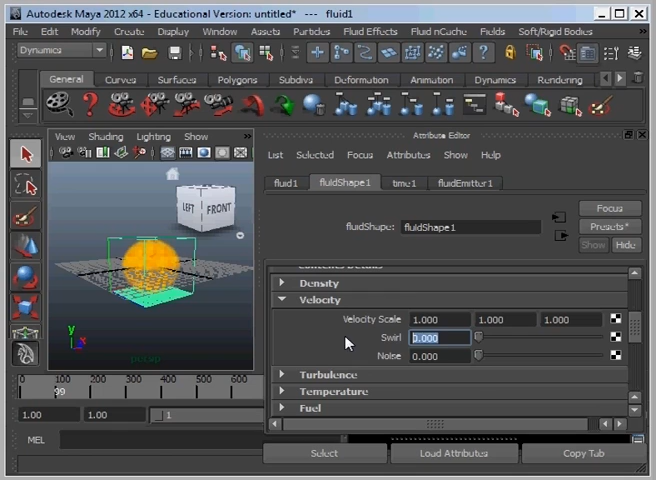 Autodesk Maya 2012 x64 - Educational Version: untitled* --- fluid1
File Edit Modify Create Display Window Assets Particles Fluid Effects Fluid nCache Fields Soft/Rigid Bodies
Dynamics
General Curves Surfaces Polygons Subdivs Deformation Animation Dynamics Rendering
View Shading Lighting Show
Attribute Editor
List Selected Focus Attributes Show Help
fluid1 fluidShape1 time1 fluidEmitter1
Focus
fluidShape: fluidShape1
Presets*
Show Hide
LEFT FRONT
Contents Details
Density
Velocity
Velocity Scale 1.000 1.000 1.000
Swirl 0.000
Noise 0.000
Turbulence
Temperature
Fuel
y
z x
persp
0 100 200 300 400 500 600
99
1.00 1.00 1
MEL
Select Load Attributes Copy Tab